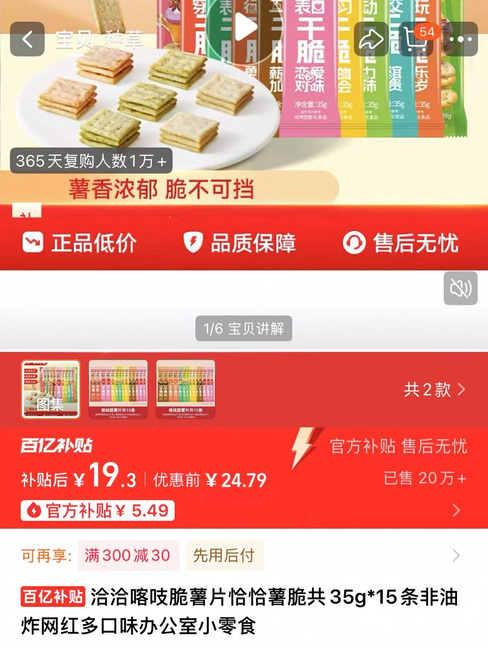 宝贝 种草
54
恋爱
净含量:35g
365天复购人数1万+
薯香浓郁 脆不可挡
正品低价
品质保障
售后无忧
1/6 宝贝讲解
图集
共2款
百亿补贴
官方补贴 售后无忧
补贴后 ¥19.3 优惠前 ¥24.79
已售 20万+
官方补贴 ¥5.49
可再享: 满300减30 先用后付
百亿补贴 洽洽喀吱脆薯片恰恰薯脆共35g*15条非油
炸网红多口味办公室小零食